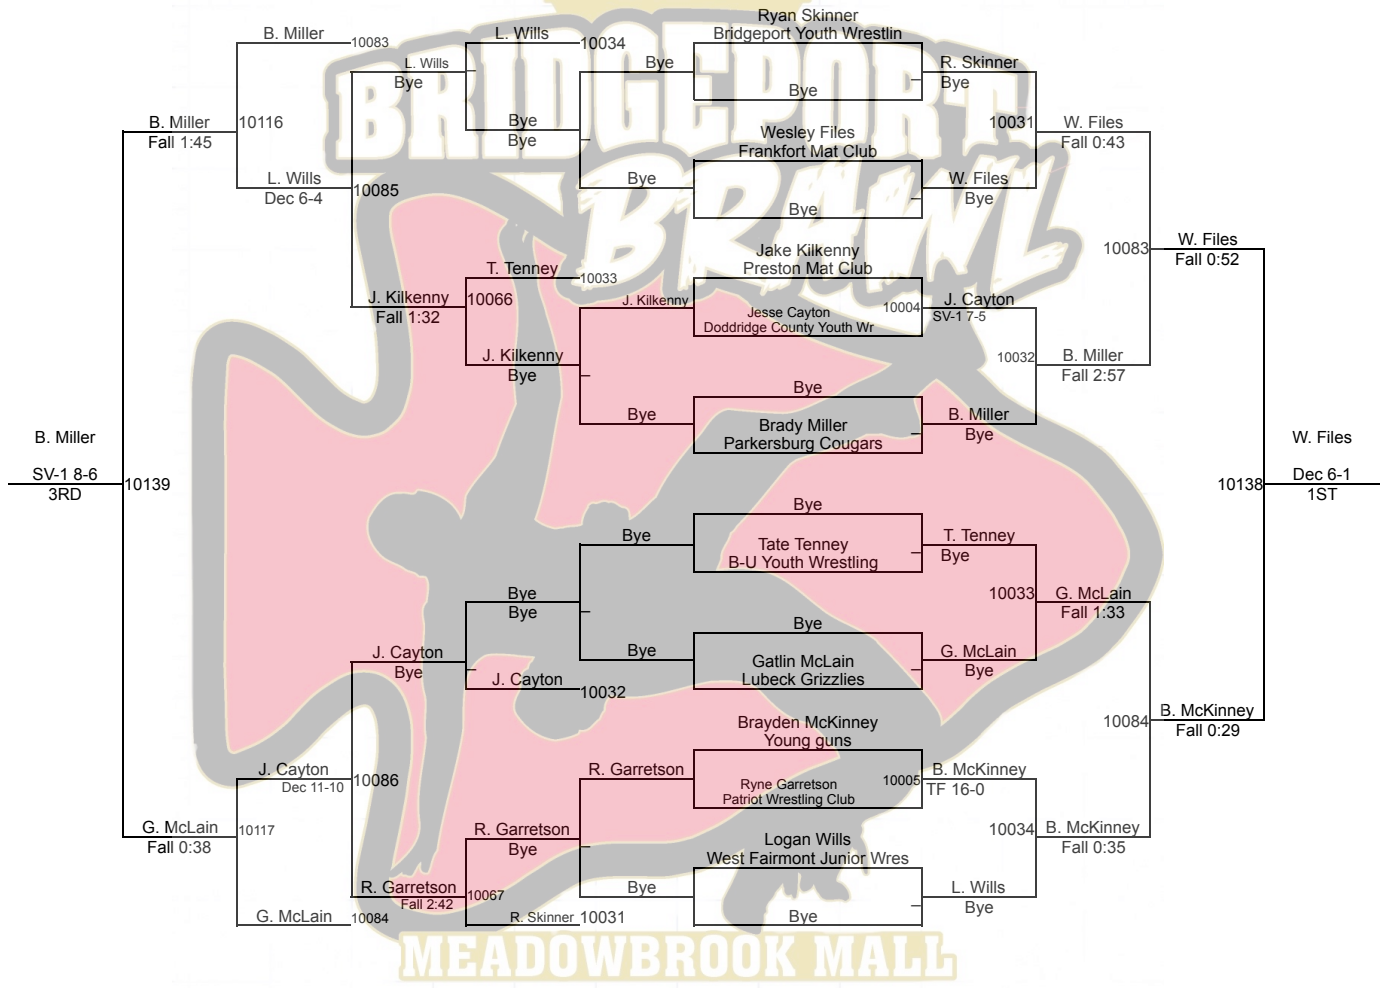 BRIDGEPORT
BRAWL
MEADOWBROOK MALL
Ryan Skinner
Bridgeport Youth Wrestlin
Bye
Wesley Files
Frankfort Mat Club
Bye
Jake Kilkenny
Preston Mat Club
10004
Jesse Cayton
Doddridge County Youth Wr
Bye
Brady Miller
Parkersburg Cougars
Bye
Tate Tenney
B-U Youth Wrestling
Bye
Gatlin McLain
Lubeck Grizzlies
Brayden McKinney
Young guns
10005
Ryne Garretson
Patriot Wrestling Club
Logan Wills
West Fairmont Junior Wres
Bye
R. Skinner
Bye
10031
W. Files
Bye
J. Cayton
SV-1 7-5
10032
B. Miller
Bye
T. Tenney
Bye
10033
G. McLain
Bye
B. McKinney
TF 16-0
10034
L. Wills
Bye
W. Files
Fall 0:43
10083
B. Miller
Fall 2:57
G. McLain
Fall 1:33
10084
B. McKinney
Fall 0:35
W. Files
Fall 0:52
10138
B. McKinney
Fall 0:29
W. Files
Dec 6-1
1ST
Bye
Bye
J. Kilkenny
Bye
Bye
Bye
R. Garretson
Bye
L. Wills
10034
Bye
Bye
T. Tenney
10033
10066
J. Kilkenny
Bye
Bye
Bye
J. Cayton
10032
R. Garretson
Bye
10067
R. Skinner
10031
L. Wills
Bye
10085
J. Kilkenny
Fall 1:32
J. Cayton
Bye
10086
R. Garretson
Fall 2:42
B. Miller
10083
10116
L. Wills
Dec 6-4
J. Cayton
Dec 11-10
10117
G. McLain
10084
B. Miller
Fall 1:45
10139
G. McLain
Fall 0:38
B. Miller
SV-1 8-6
3RD